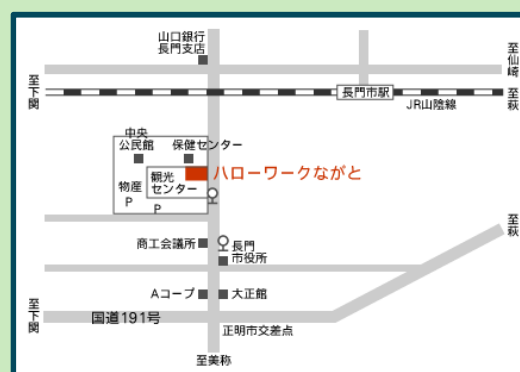 山口銀行
長門支店
至仙崎
至下関
長門市駅
至萩
JR山陰線
中央
公民館
保健センター
観光
センター
ハローワークながと
物産
P
P
商工会議所
長門
市役所
至萩
Aコープ
大正館
至下関
国道191号
正明市交差点
至美祢